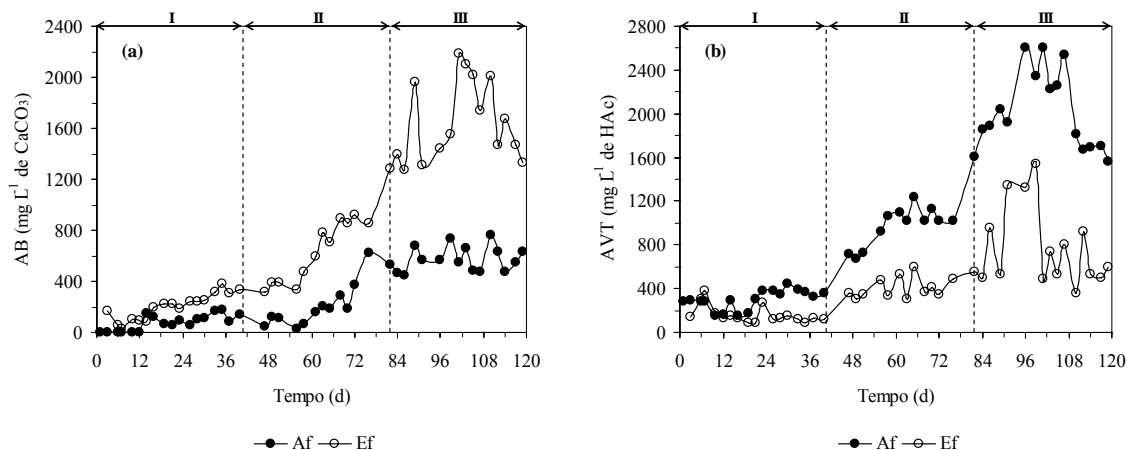 I II III
(a)
AB (mg L⁻¹ de CaCO₃)
2400
2000
1600
1200
800
400
0
0 12 24 36 48 60 72 84 96 108 120
Tempo (d)
Af Ef
I II III
(b)
AVT (mg L⁻¹ de HAc)
2800
2400
2000
1600
1200
800
400
0
0 12 24 36 48 60 72 84 96 108 120
Tempo (d)
Af Ef